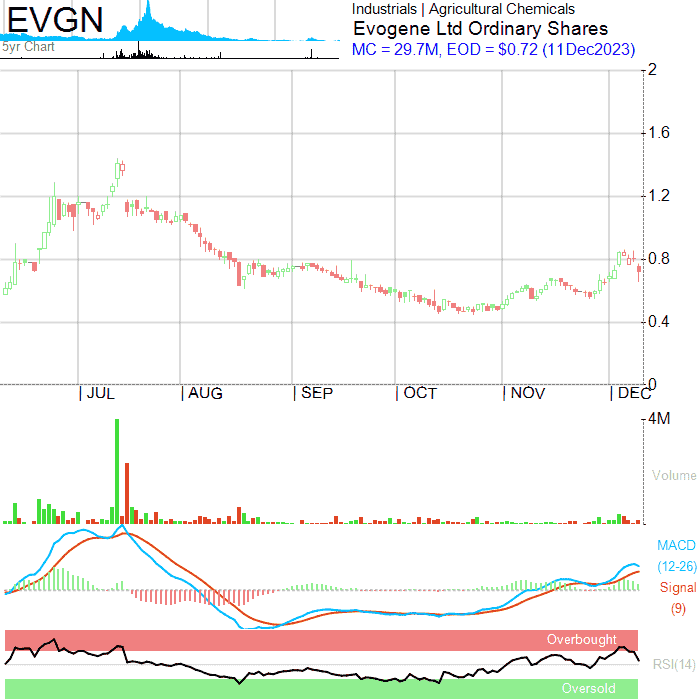 EVGN
5yr Chart
Industrials | Agricultural Chemicals
Evogene Ltd Ordinary Shares
MC = 29.7M, EOD = $0.72 (11Dec2023)
2
1.6
1.2
0.8
0.4
0
| JUL | AUG | SEP | OCT | NOV | DEC
4M
Volume
MACD
(12-26)
Signal
(9)
Overbought
RSI(14)
Oversold